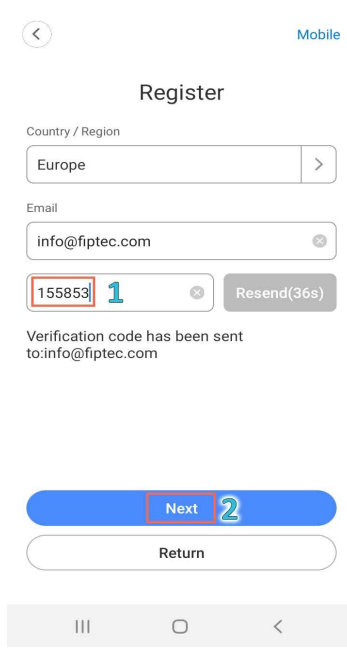 Mobile
Register
Country / Region
Europe
Email
info@fiptec.com
155853 1 Resend(36s)
Verification code has been sent
to:info@fiptec.com
Next 2
Return